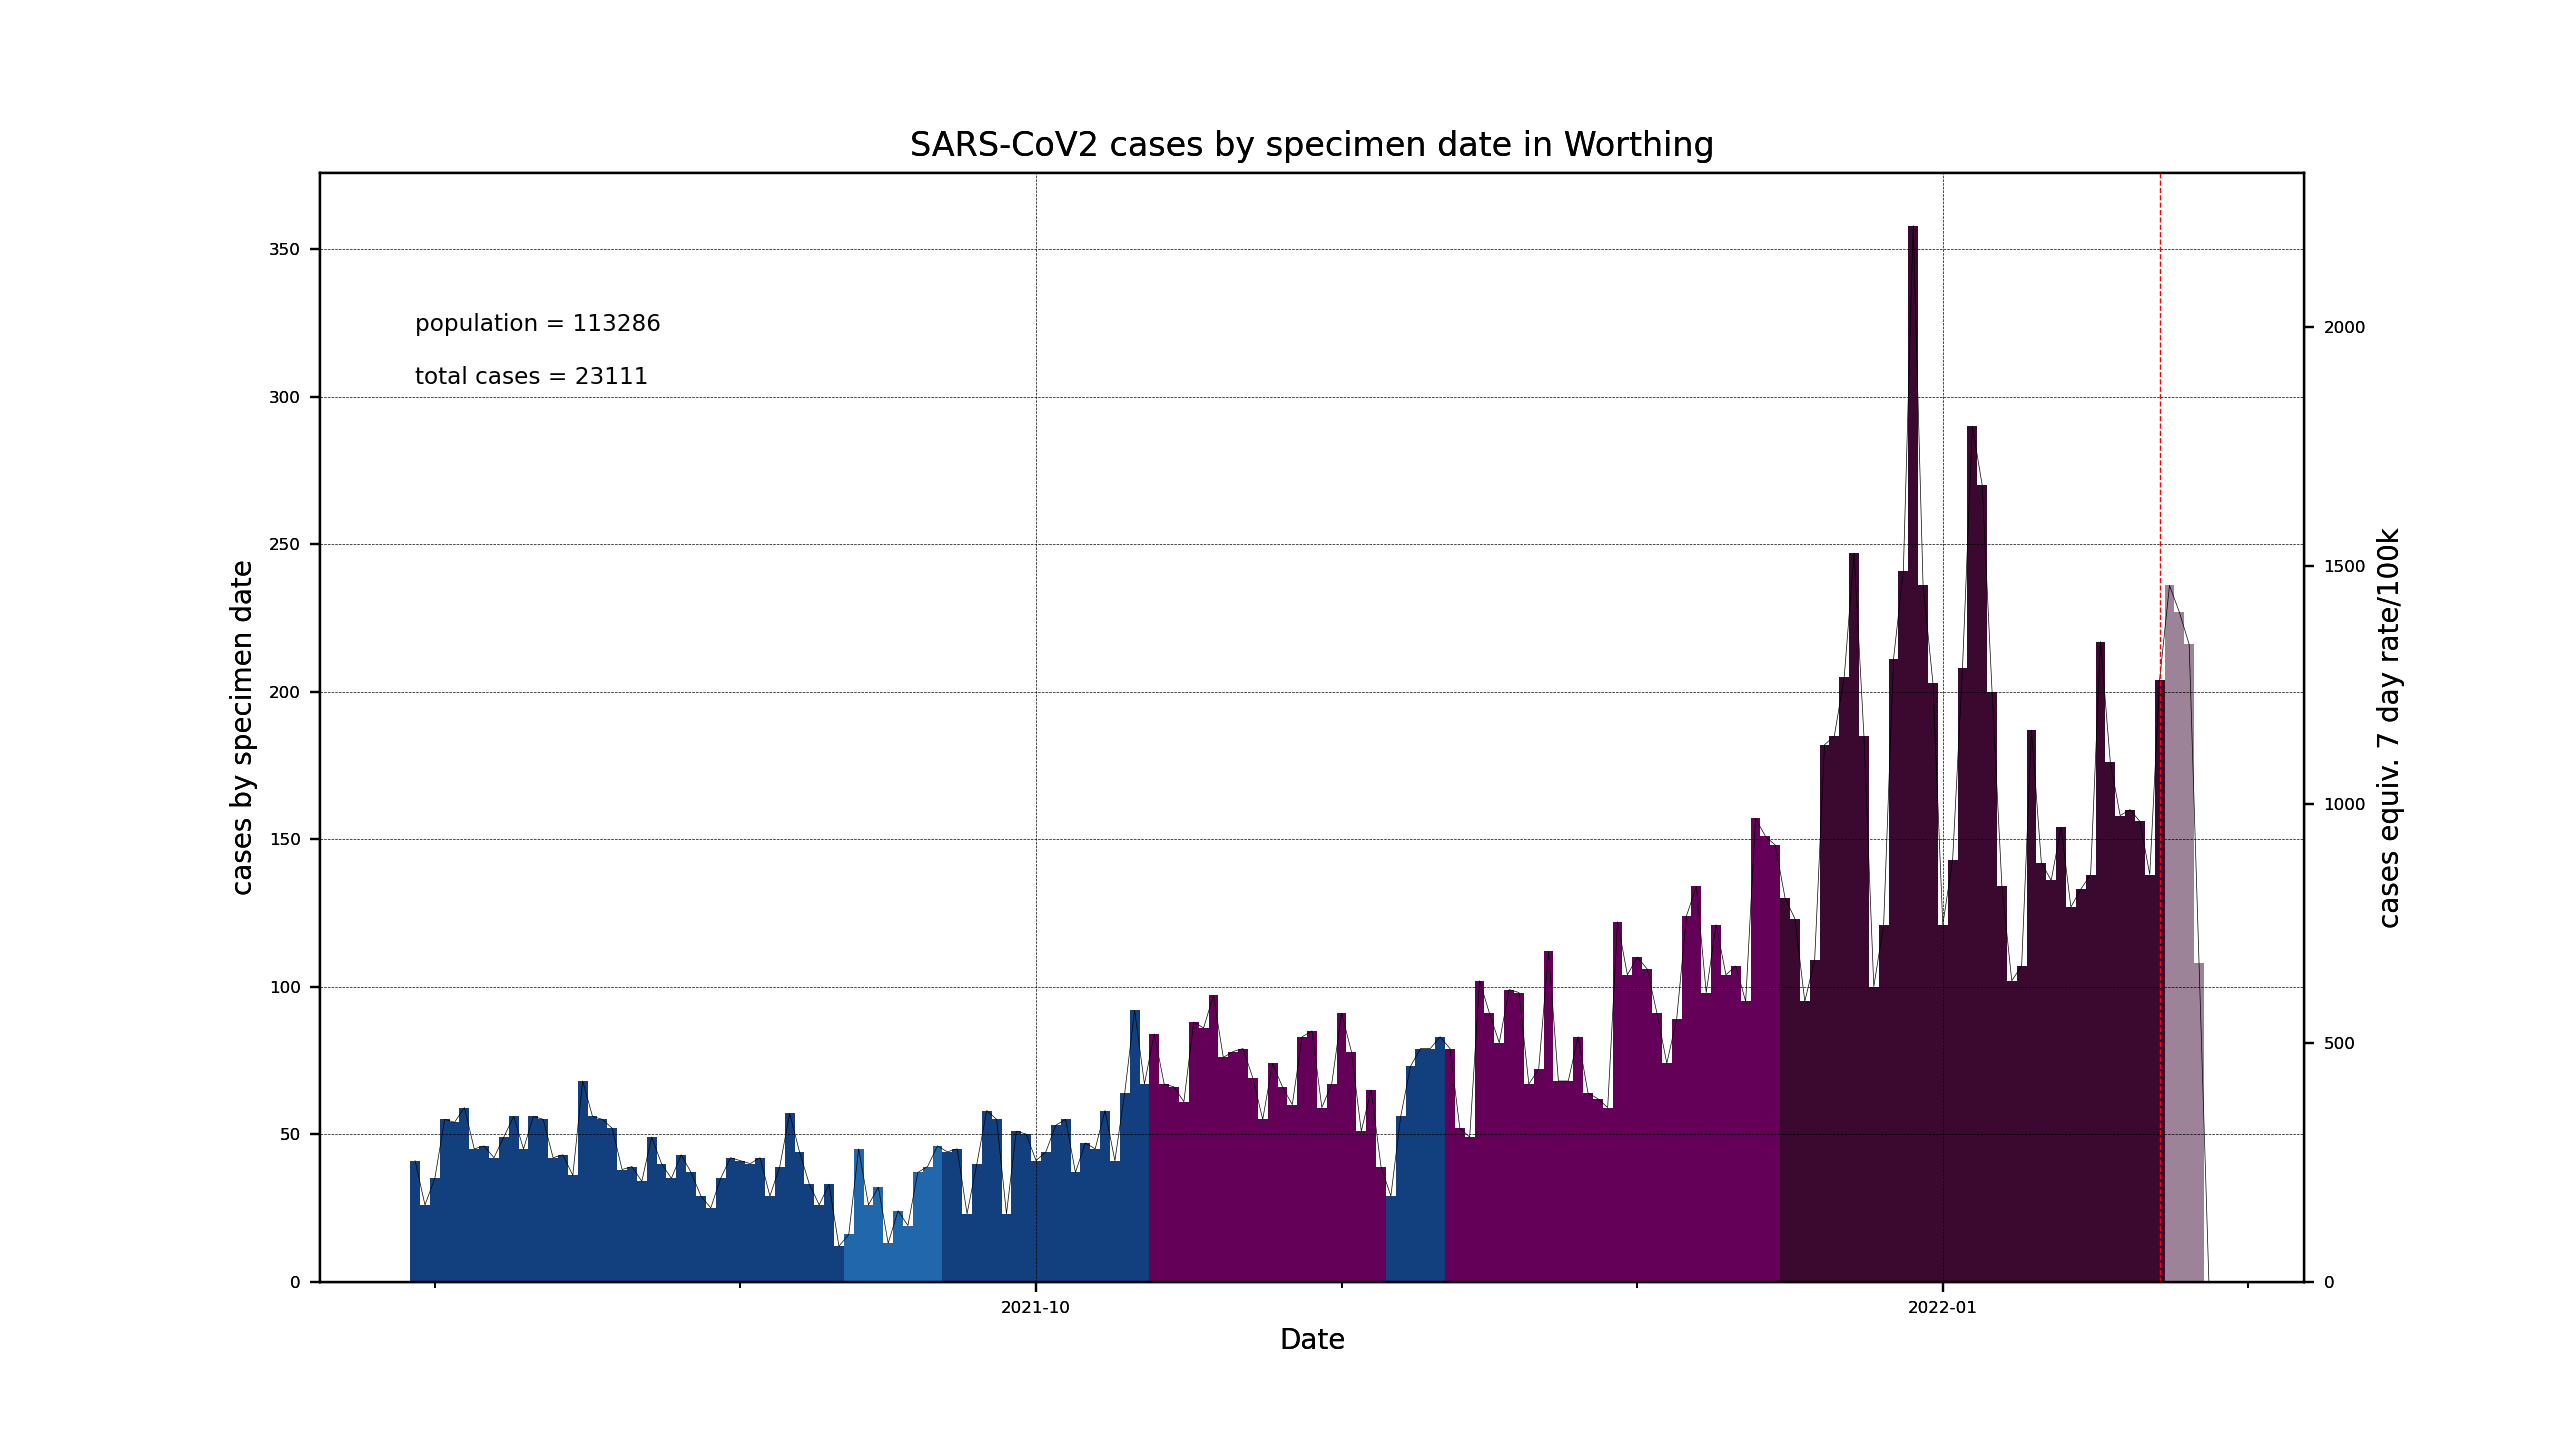 SARS-CoV2 cases by specimen date in Worthing
population = 113286
total cases = 23111
cases by specimen date
350
300
250
200
150
100
50
0
2000
1500
1000
500
0
cases equiv. 7 day rate/100k
2021-10
2022-01
Date